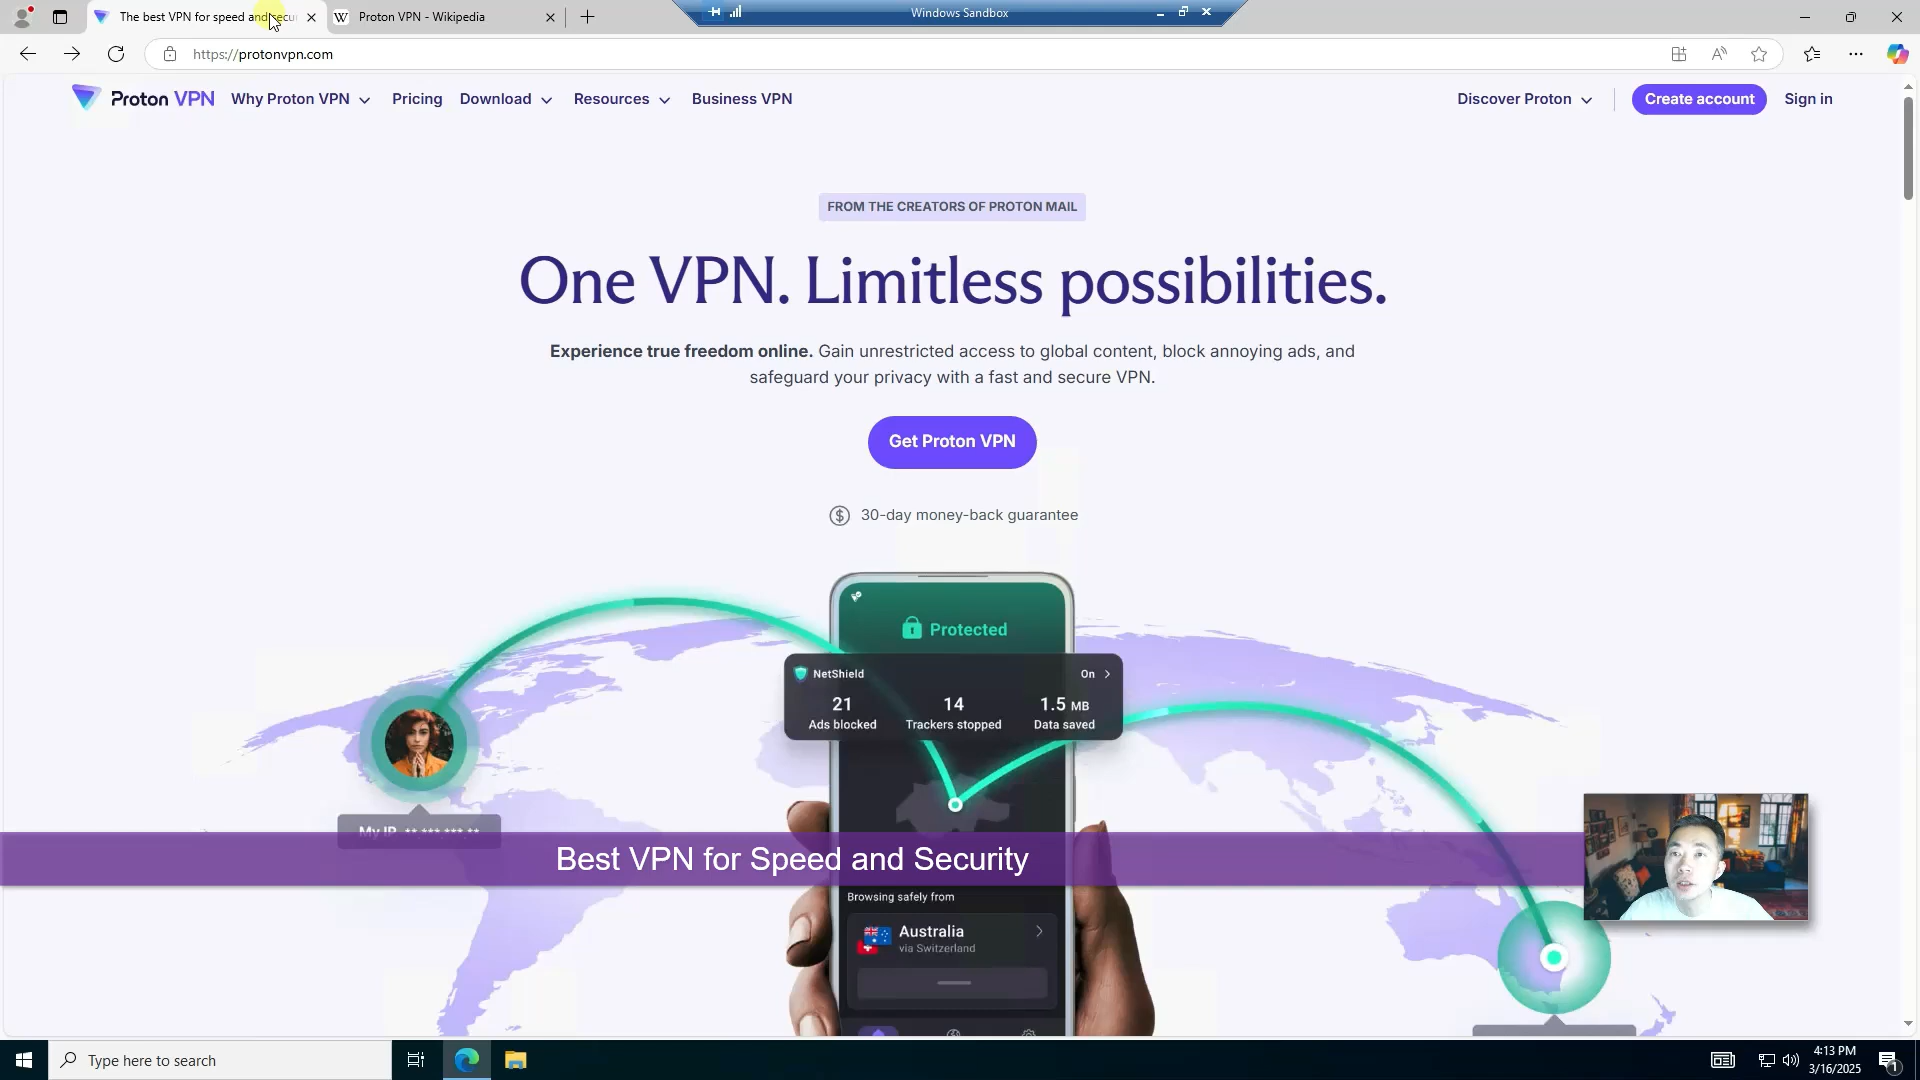 The best VPN for speed and secu
Proton VPN - Wikipedia
Windows Sandbox
https://protonvpn.com
Proton VPN
Why Proton VPN
Pricing
Download
Resources
Business VPN
Discover Proton
Create account
Sign in
FROM THE CREATORS OF PROTON MAIL
One VPN. Limitless possibilities.
Experience true freedom online. Gain unrestricted access to global content, block annoying ads, and
safeguard your privacy with a fast and secure VPN.
Get Proton VPN
30-day money-back guarantee
Protected
NetShield
On
21
14
1.5 MB
Ads blocked
Trackers stopped
Data saved
My IP **.***.***.**
Best VPN for Speed and Security
Browsing safely from
Australia
via Switzerland
Type here to search
4:13 PM
3/16/2025
1